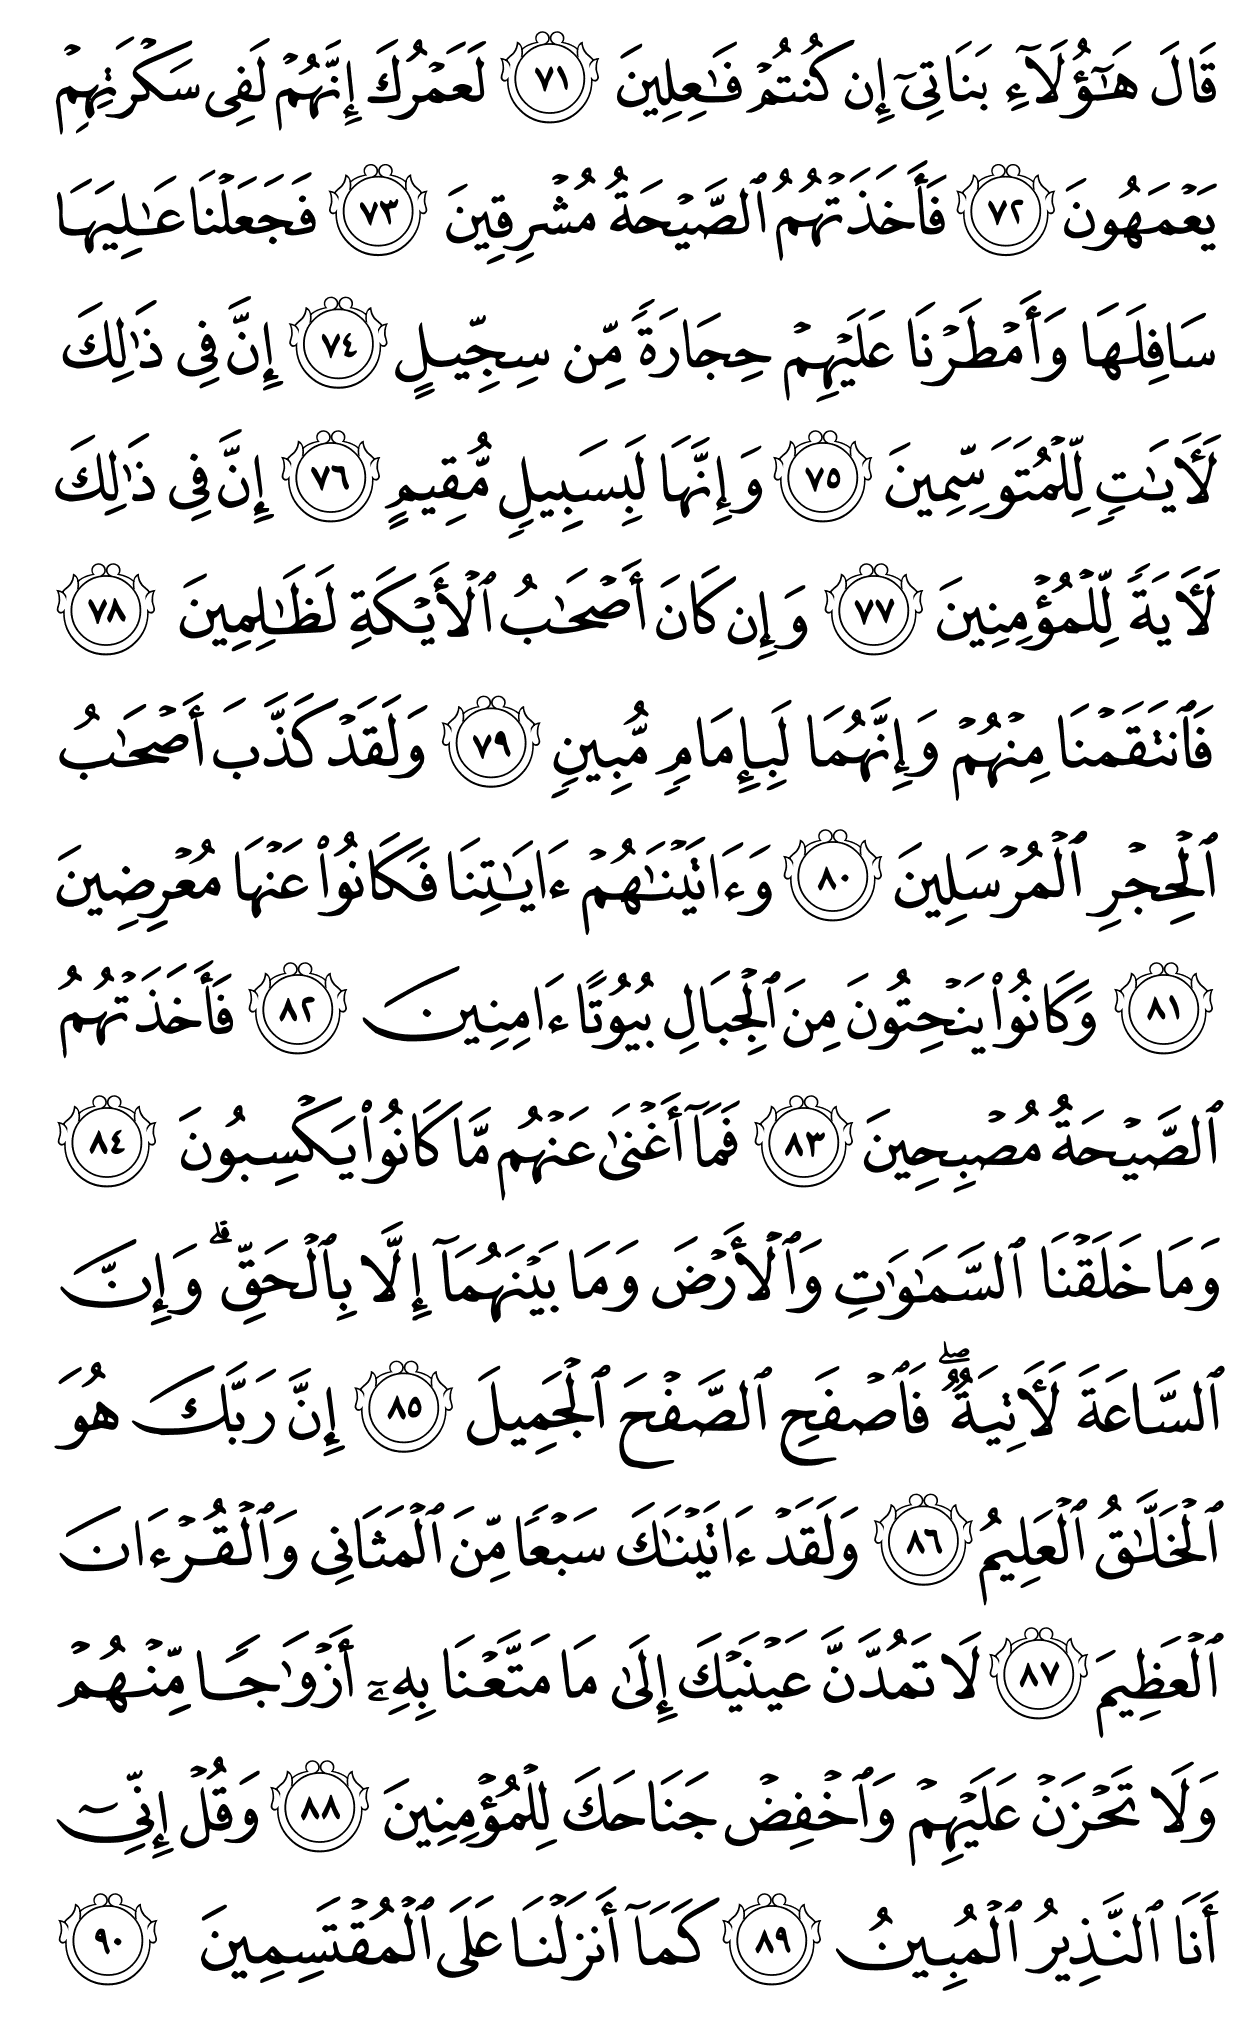 قَالَ هَٰٓؤُلَآءِ بَنَاتِىٓ إِن كُنتُمْ فَٰعِلِينَ ٧١ لَعَمْرُكَ إِنَّهُمْ لَفِى سَكْرَتِهِمْ
يَعْمَهُونَ ٧٢ فَأَخَذَتْهُمُ ٱلصَّيْحَةُ مُشْرِقِينَ ٧٣ فَجَعَلْنَا عَٰلِيَهَا
سَافِلَهَا وَأَمْطَرْنَا عَلَيْهِمْ حِجَارَةً مِّن سِجِّيلٍ ٧٤ إِنَّ فِى ذَٰلِكَ
لَأٓيَٰتٍ لِّلْمُتَوَسِّمِينَ ٧٥ وَإِنَّهَا لَبِسَبِيلٍ مُّقِيمٍ ٧٦ إِنَّ فِى ذَٰلِكَ
لَأٓيَةً لِّلْمُؤْمِنِينَ ٧٧ وَإِن كَانَ أَصْحَٰبُ ٱلْأَيْكَةِ لَظَٰلِمِينَ ٧٨
فَٱنتَقَمْنَا مِنْهُمْ وَإِنَّهُمَا لَبِإِمَامٍ مُّبِينٍ ٧٩ وَلَقَدْ كَذَّبَ أَصْحَٰبُ
ٱلْحِجْرِ ٱلْمُرْسَلِينَ ٨٠ وَءَاتَيْنَٰهُمْ ءَايَٰتِنَا فَكَانُوا۟ عَنْهَا مُعْرِضِينَ
٨١ وَكَانُوا۟ يَنْحِتُونَ مِنَ ٱلْجِبَالِ بُيُوتًا ءَامِنِينَ ٨٢ فَأَخَذَتْهُمُ
ٱلصَّيْحَةُ مُصْبِحِينَ ٨٣ فَمَآ أَغْنَىٰ عَنْهُم مَّا كَانُوا۟ يَكْسِبُونَ ٨٤
وَمَا خَلَقْنَا ٱلسَّمَٰوَٰتِ وَٱلْأَرْضَ وَمَا بَيْنَهُمَآ إِلَّا بِٱلْحَقِّ ۗ وَإِنَّ
ٱلسَّاعَةَ لَأٓتِيَةٌ ۖ فَٱصْفَحِ ٱلصَّفْحَ ٱلْجَمِيلَ ٨٥ إِنَّ رَبَّكَ هُوَ
ٱلْخَلَّٰقُ ٱلْعَلِيمُ ٨٦ وَلَقَدْ ءَاتَيْنَٰكَ سَبْعًا مِّنَ ٱلْمَثَانِى وَٱلْقُرْءَانَ
ٱلْعَظِيمَ ٨٧ لَا تَمُدَّنَّ عَيْنَيْكَ إِلَىٰ مَا مَتَّعْنَا بِهِۦٓ أَزْوَٰجًا مِّنْهُمْ
وَلَا تَحْزَنْ عَلَيْهِمْ وَٱخْفِضْ جَنَاحَكَ لِلْمُؤْمِنِينَ ٨٨ وَقُلْ إِنِّىٓ
أَنَا ٱلنَّذِيرُ ٱلْمُبِينُ ٨٩ كَمَآ أَنزَلْنَا عَلَى ٱلْمُقْتَسِمِينَ ٩٠